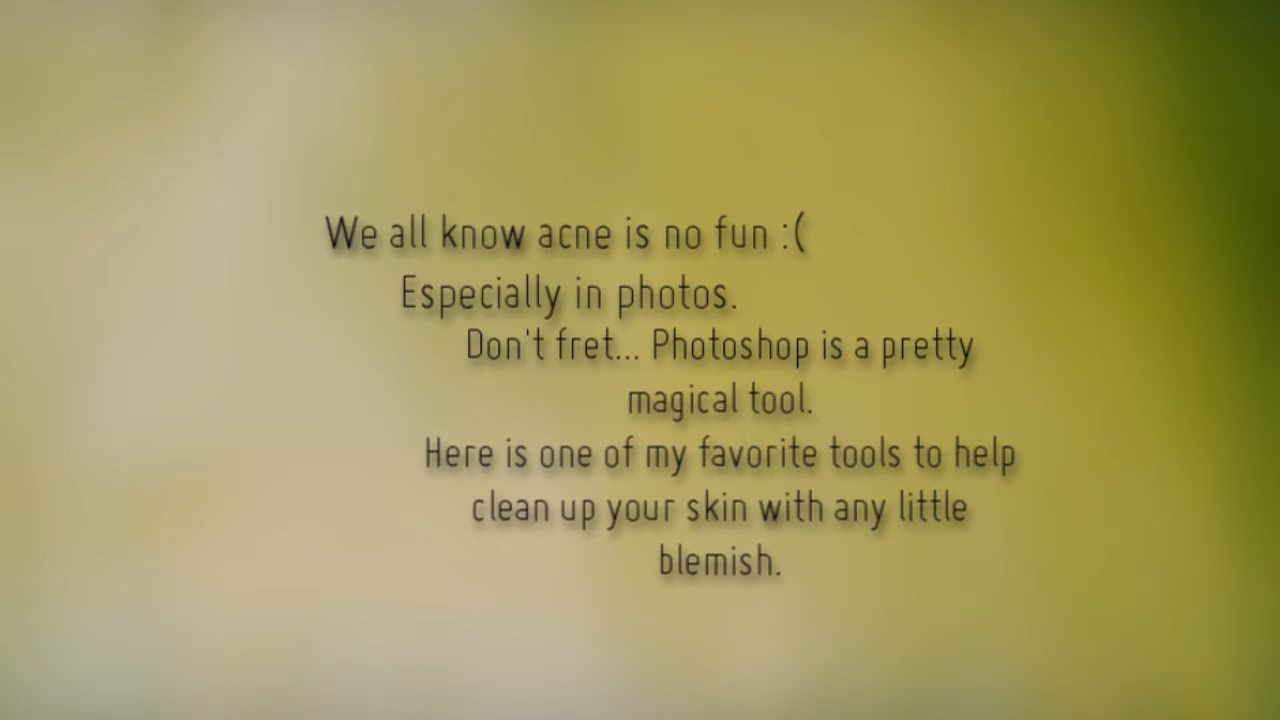 We all know acne is no fun :(
Especially in photos.
Don't fret... Photoshop is a pretty
magical tool.
Here is one of my favorite tools to help
clean up your skin with any little
blemish.